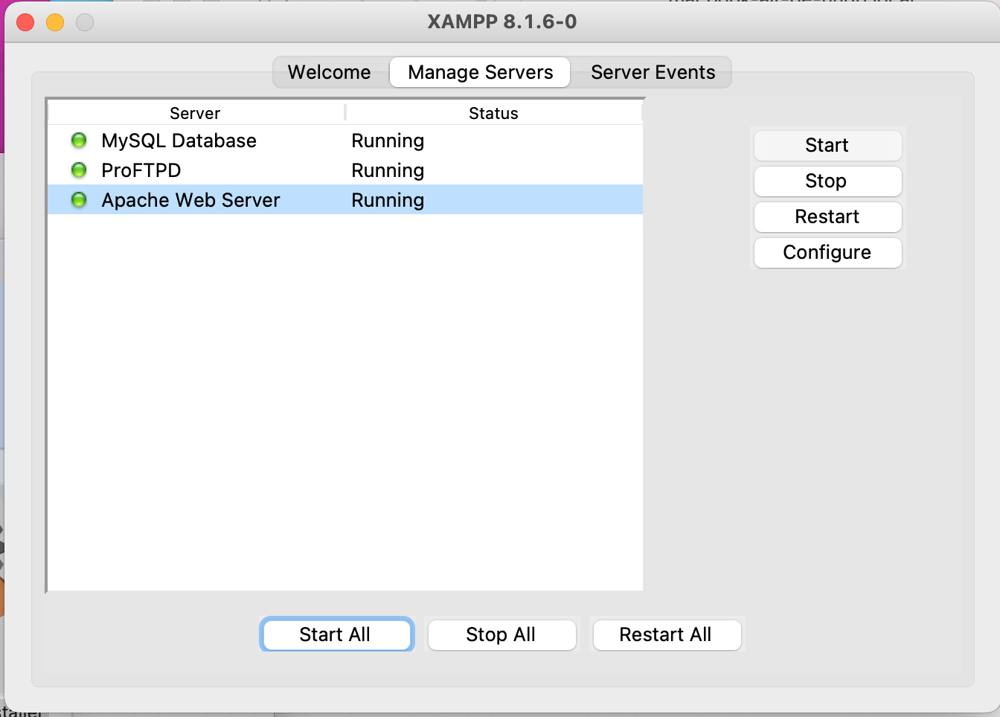 XAMPP 8.1.6-0
Welcome Manage Servers Server Events
Server Status
MySQL Database Running
ProFTPD Running
Apache Web Server Running
Start
Stop
Restart
Configure
Start All Stop All Restart All